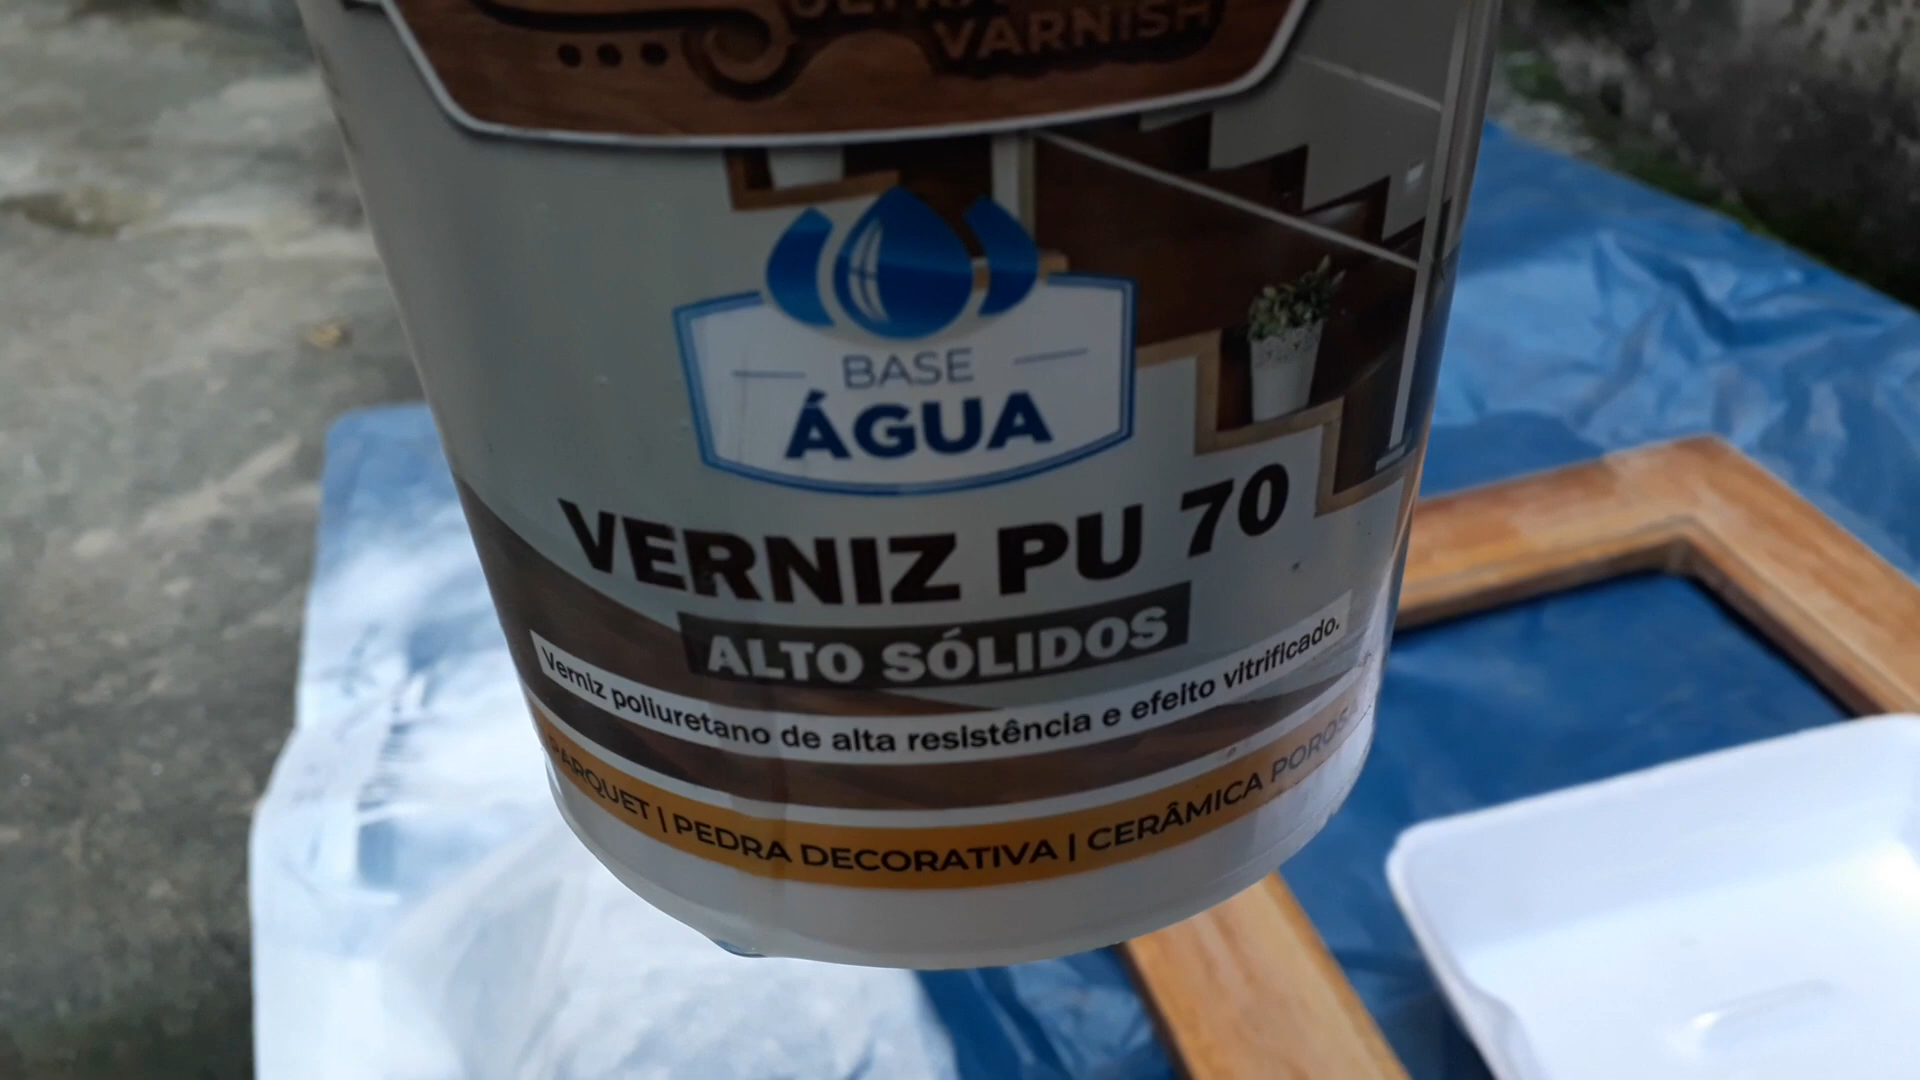 ULTRA
VARNISH
BASE
ÁGUA
VERNIZ PU 70
ALTO SÓLIDOS
Verniz poliuretano de alta resistência e efeito vitrificado.
PARQUET | PEDRA DECORATIVA | CERÂMICA POROSA